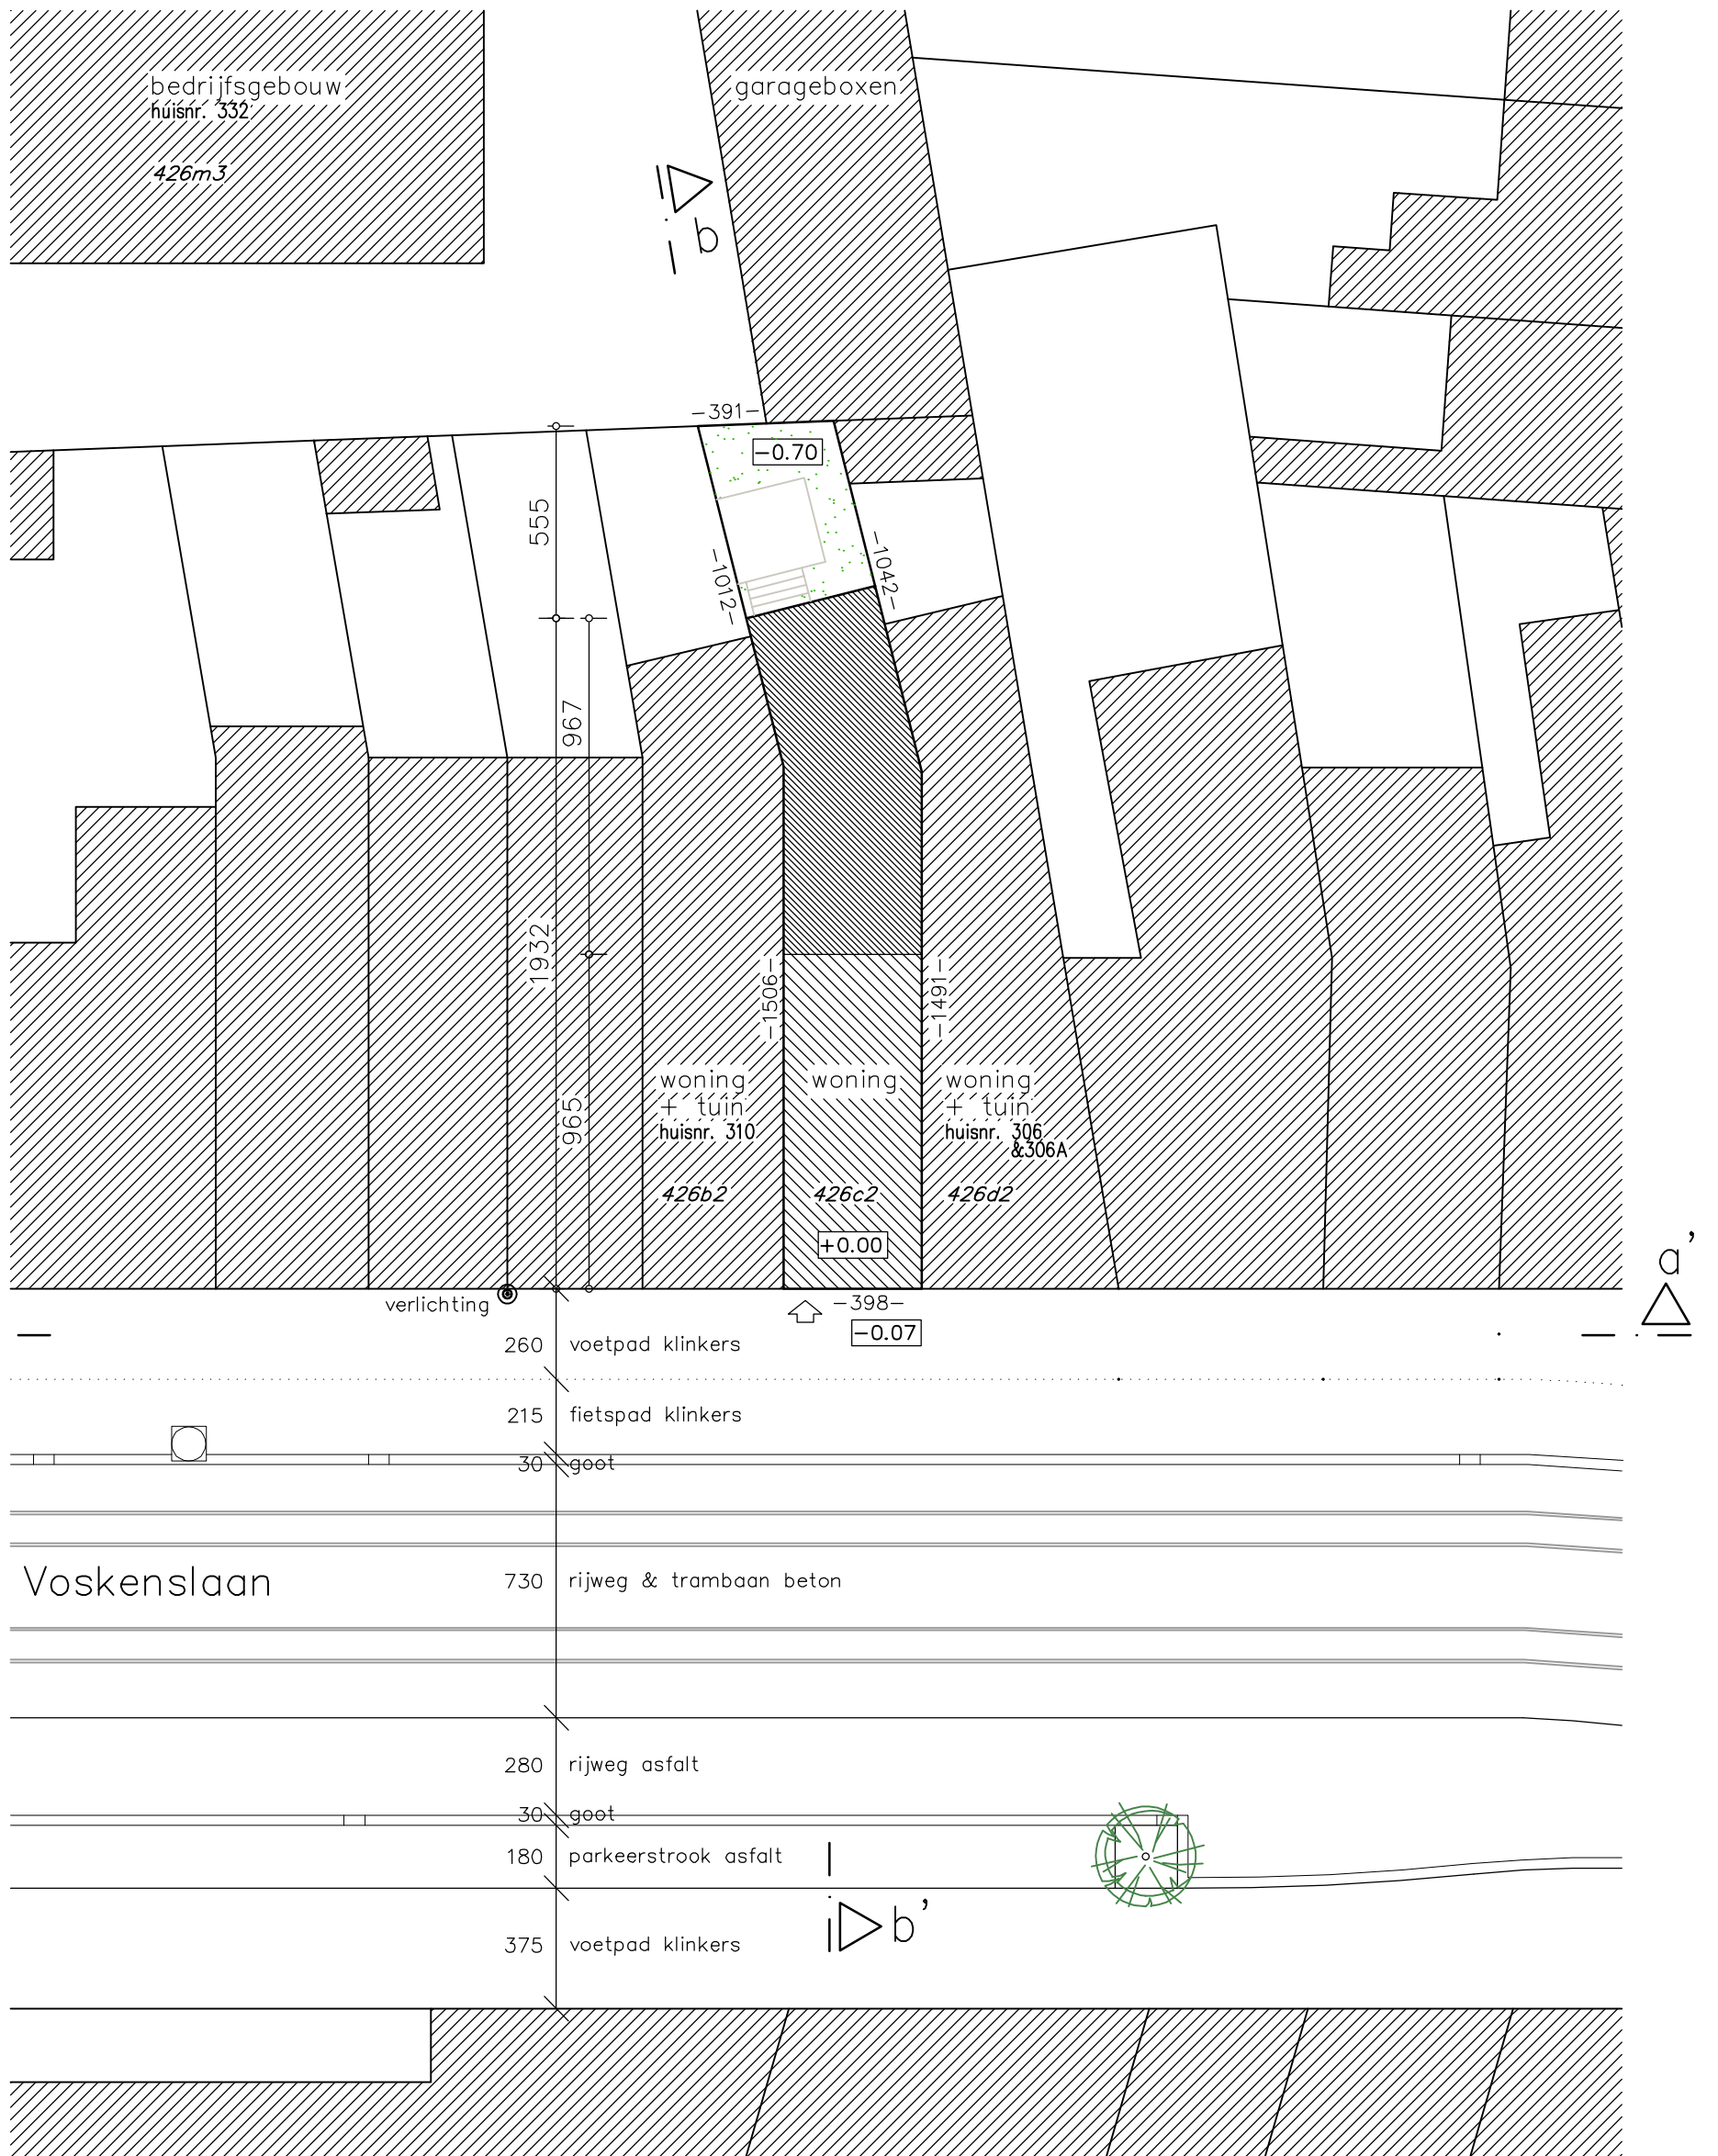 bedrijfsgebouw
huisnr. 332
426m3
garageboxen
b
-391-
-0.70
555
-1012-
-1042-
967
1932
-1506-
-1491-
965
woning
+ tuin
huisnr. 310
426b2
woning
426c2
+0.00
woning
+ tuin
huisnr. 306
&306A
426d2
a'
verlichting
-398-
-0.07
260 voetpad klinkers
215 fietspad klinkers
30 goot
Voskenslaan
730 rijweg & trambaan beton
280 rijweg asfalt
30 goot
180 parkeerstrook asfalt
b'
375 voetpad klinkers